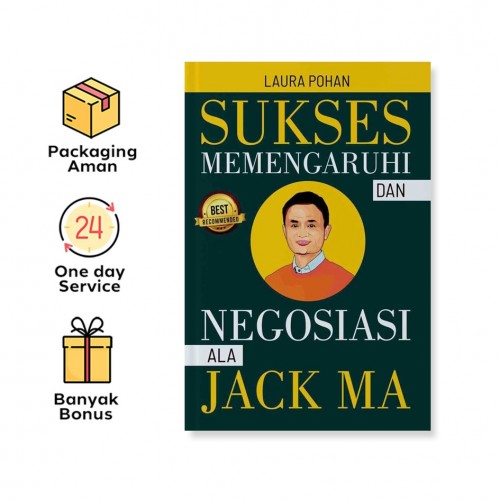 Packaging
Aman
24
One day
Service
Banyak
Bonus
LAURA POHAN
SUKSES
MEMENGARUHI
DAN
BEST
RECOMMENDED
NEGOSIASI
ALA
JACK MA